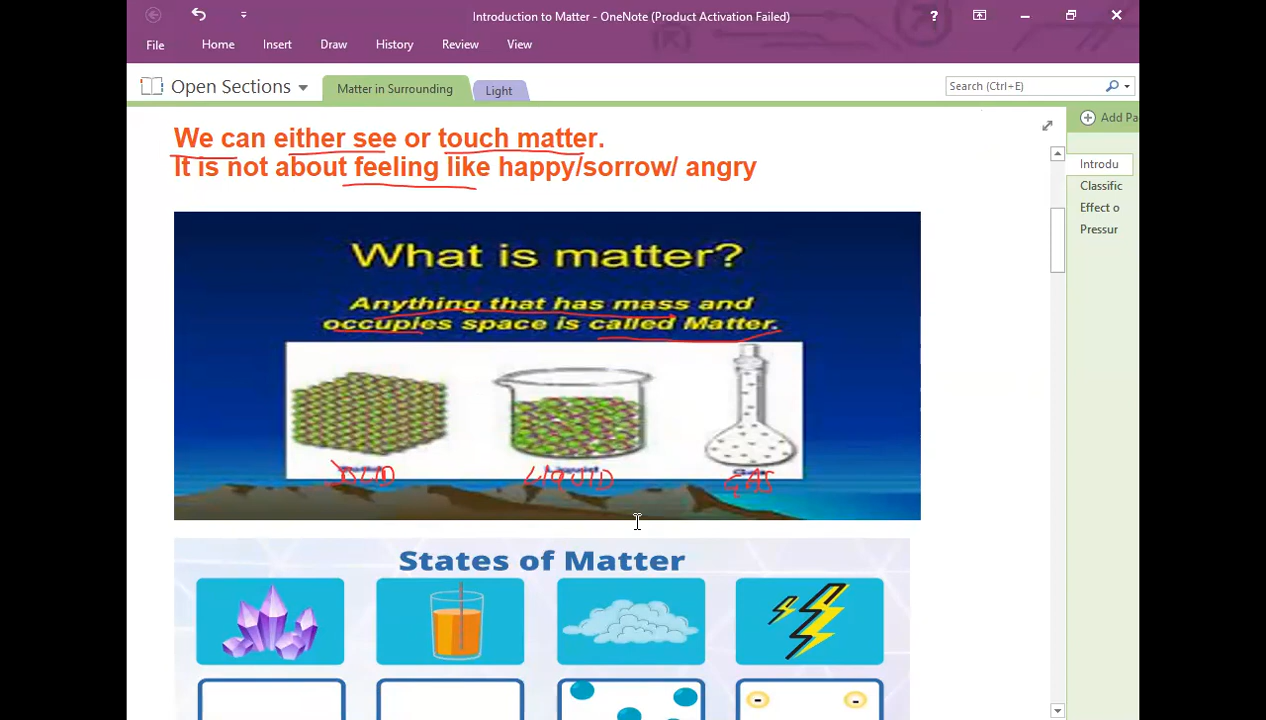 Introduction to Matter - OneNote (Product Activation Failed)
?
File Home Insert Draw History Review View
Open Sections
Matter in Surrounding
Light
Search (Ctrl+E)
We can either see or touch matter.
It is not about feeling like happy/sorrow/ angry
Add Pa
Introdu
Classific
Effect o
Pressur
What is matter?
Anything that has mass and
occupies space is called Matter.
SOLID LIQUID GAS
States of Matter